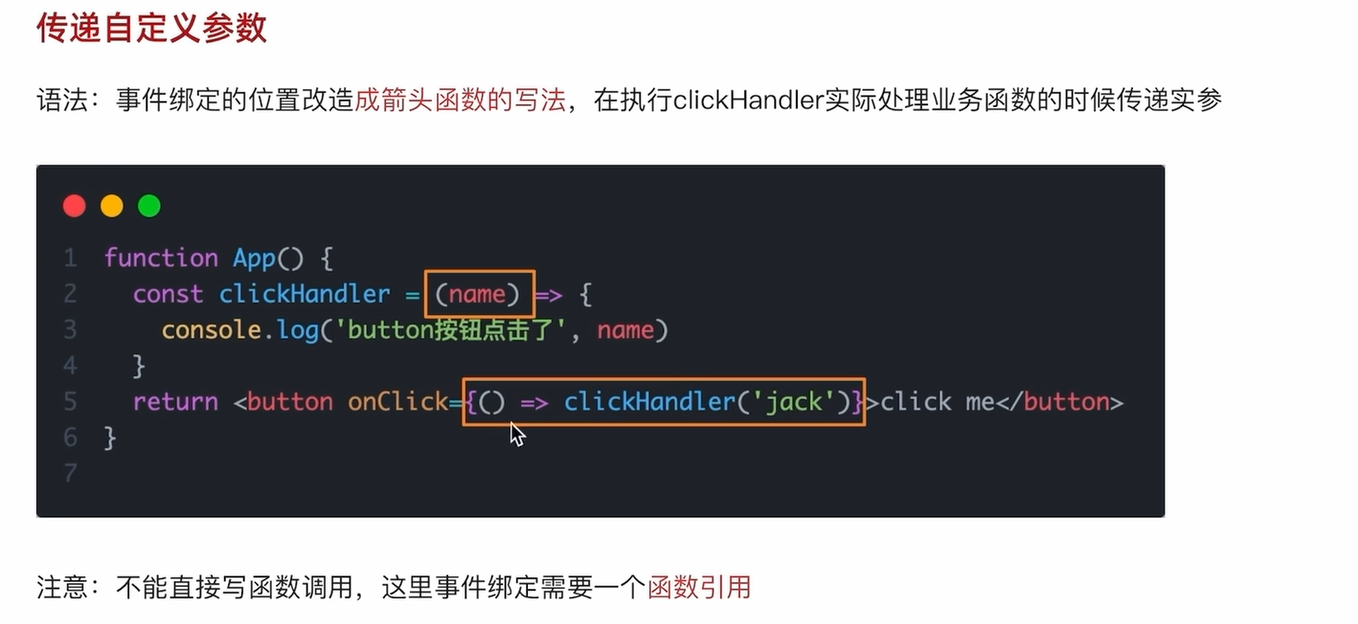 传递自定义参数
语法：事件绑定的位置改造成箭头函数的写法，在执行clickHandler实际处理业务函数的时候传递实参
1 function App() {
2   const clickHandler = (name) => {
3     console.log('button按钮点击了', name)
4   }
5   return <button onClick={() => clickHandler('jack')}>click me</button>
6 }
7
注意：不能直接写函数调用，这里事件绑定需要一个函数引用